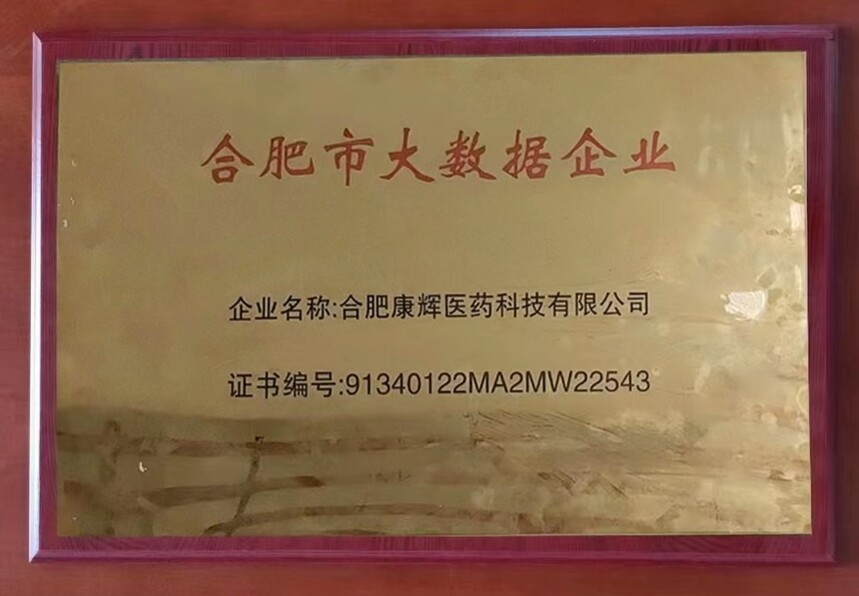 合肥市大数据企业
企业名称:合肥康辉医药科技有限公司
证书编号:91340122MA2MW22543